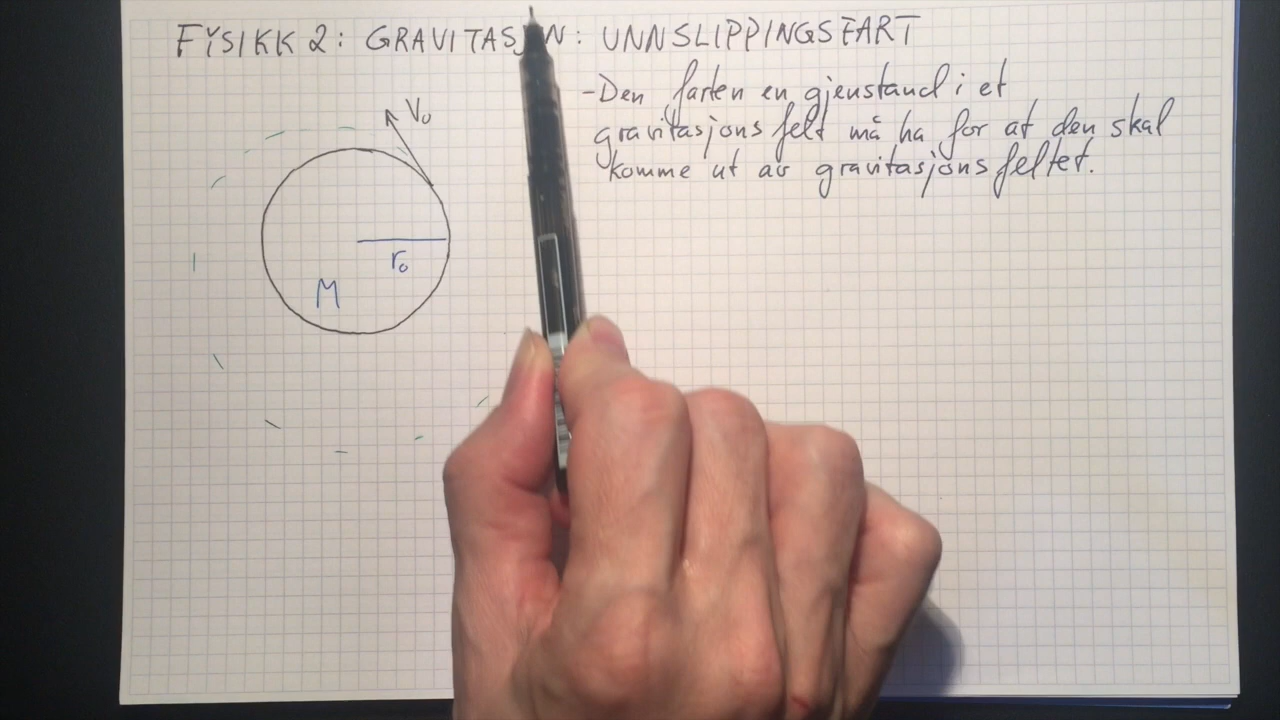 FYSIKK 2: GRAVITASJON: UNNSLIPPINGSFART
-Den farten en gjenstand i et
gravitasjonsfelt må ha for at den skal
komme ut av gravitasjonsfeltet.
V₀
r₀
M